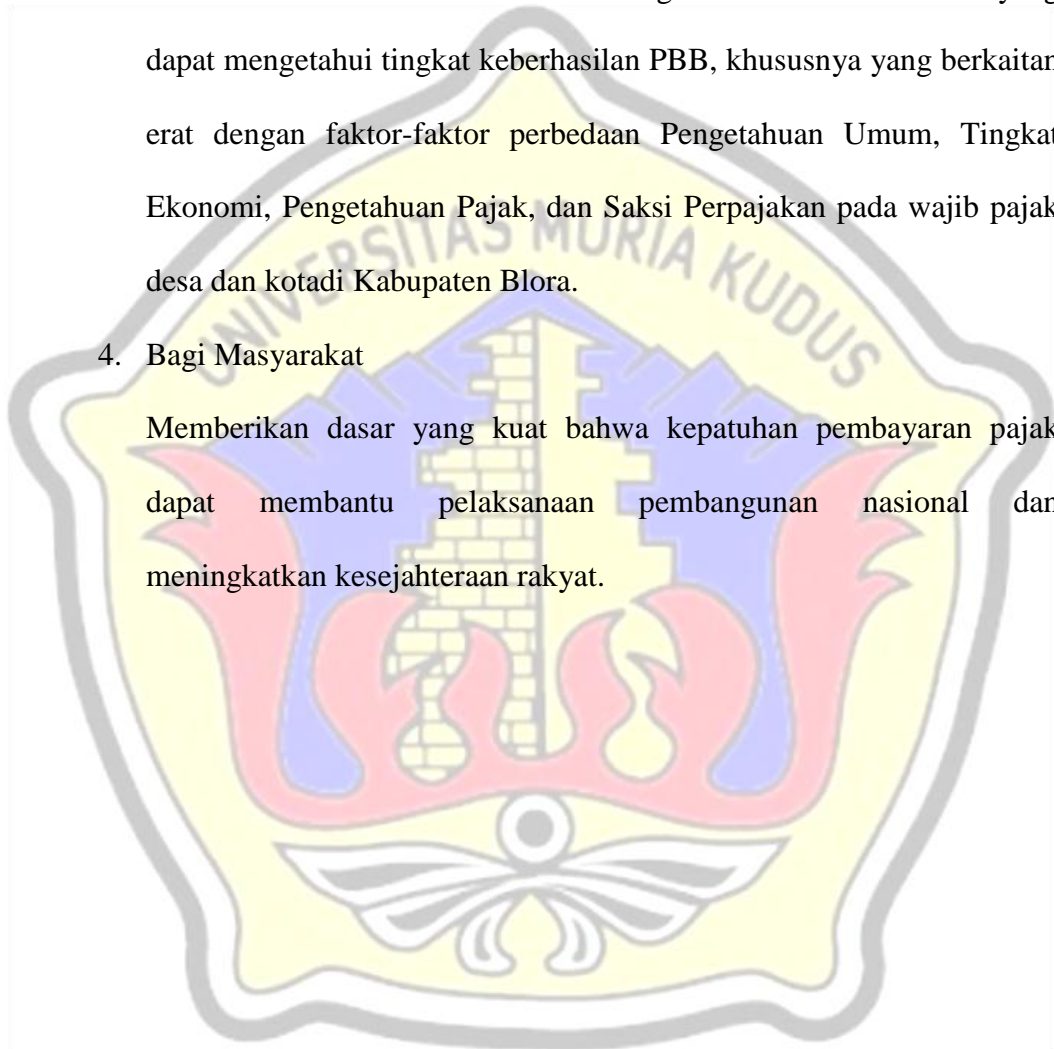 dapat mengetahui tingkat keberhasilan PBB, khususnya yang berkaitan
erat dengan faktor-faktor perbedaan Pengetahuan Umum, Tingkat
Ekonomi, Pengetahuan Pajak, dan Saksi Perpajakan pada wajib pajak
desa dan kotadi Kabupaten Blora.
4. Bagi Masyarakat
Memberikan dasar yang kuat bahwa kepatuhan pembayaran pajak
dapat membantu pelaksanaan pembangunan nasional dan
meningkatkan kesejahteraan rakyat.
UNIVERSITAS MURIA KUDUS